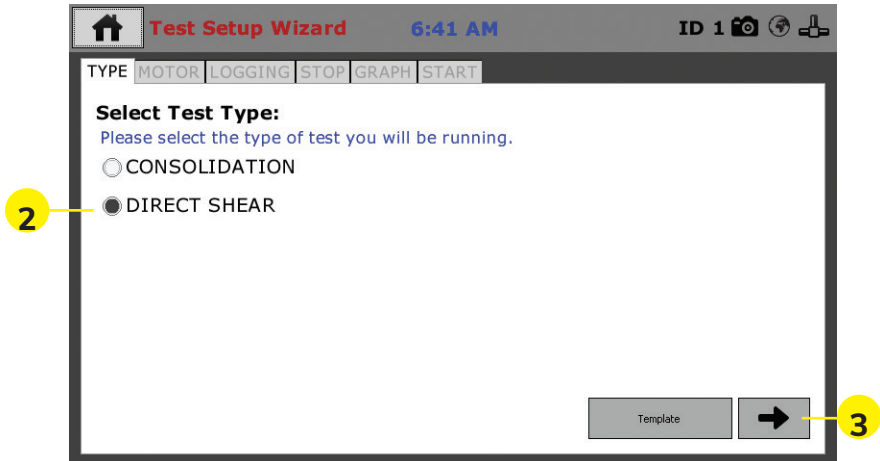 Test Setup Wizard 6:41 AM ID 1
TYPE MOTOR LOGGING STOP GRAPH START
Select Test Type:
Please select the type of test you will be running.
CONSOLIDATION
2 DIRECT SHEAR
Template 3